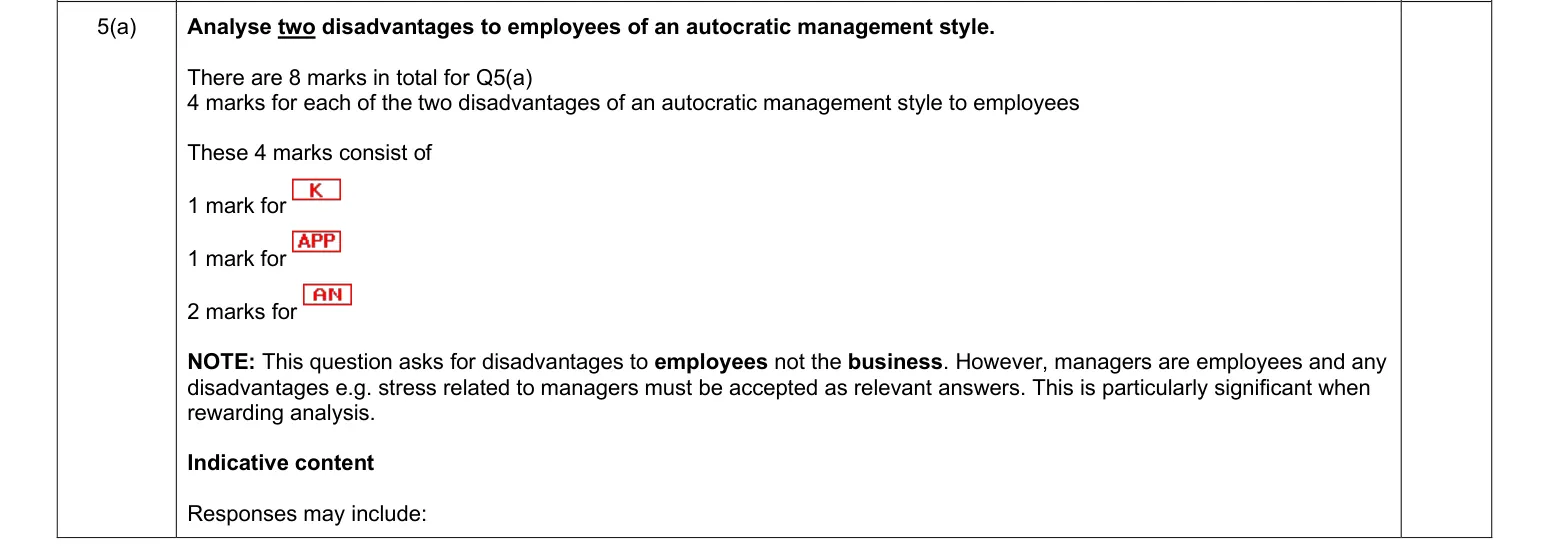 5(a) Analyse two disadvantages to employees of an autocratic management style.
There are 8 marks in total for Q5(a)
4 marks for each of the two disadvantages of an autocratic management style to employees
These 4 marks consist of
1 mark for K
1 mark for APP
2 marks for AN
NOTE: This question asks for disadvantages to employees not the business. However, managers are employees and any
disadvantages e.g. stress related to managers must be accepted as relevant answers. This is particularly significant when
rewarding analysis.
Indicative content
Responses may include: